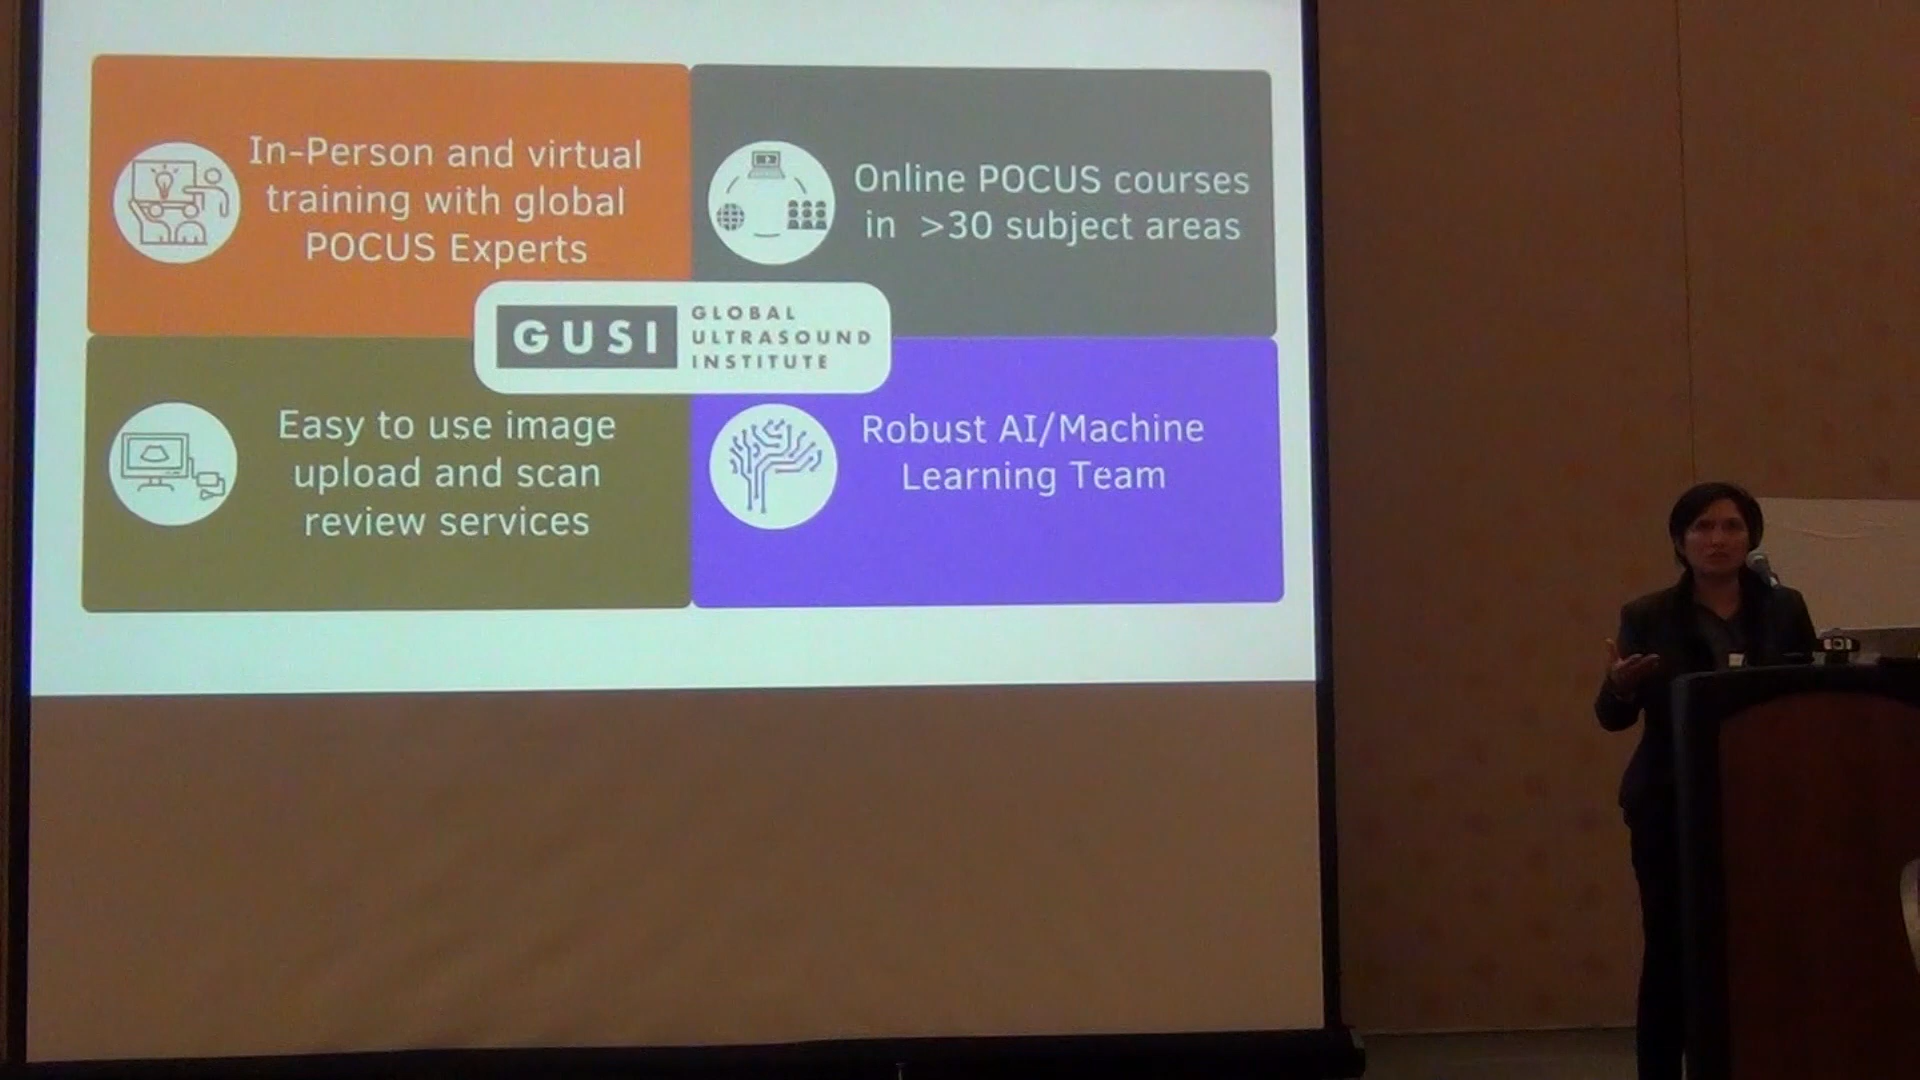 In-Person and virtual
training with global
POCUS Experts
Online POCUS courses
in >30 subject areas
GUSI
GLOBAL
ULTRASOUND
INSTITUTE
Easy to use image
upload and scan
review services
Robust AI/Machine
Learning Team